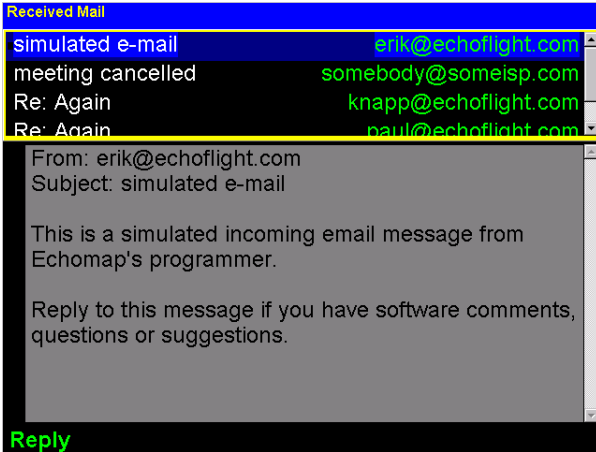 Received Mail
simulated e-mail erik@echoflight.com
meeting cancelled somebody@someisp.com
Re: Again knapp@echoflight.com
Re: Again paul@echoflight.com
From: erik@echoflight.com
Subject: simulated e-mail
This is a simulated incoming email message from
Echomap's programmer.
Reply to this message if you have software comments,
questions or suggestions.
Reply